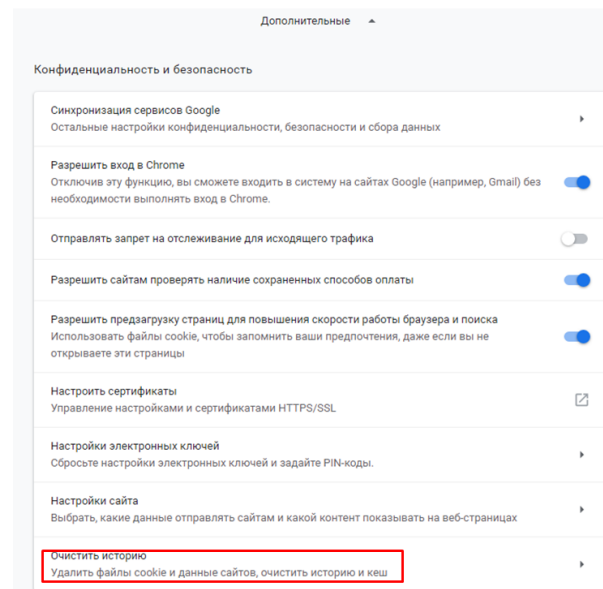 Дополнительные
Конфиденциальность и безопасность
Синхронизация сервисов Google
Остальные настройки конфиденциальности, безопасности и сбора данных
Разрешить вход в Chrome
Отключив эту функцию, вы сможете входить в систему на сайтах Google (например, Gmail) без
необходимости выполнять вход в Chrome.
Отправлять запрет на отслеживание для исходящего трафика
Разрешить сайтам проверять наличие сохраненных способов оплаты
Разрешить предзагрузку страниц для повышения скорости работы браузера и поиска
Использовать файлы cookie, чтобы запомнить ваши предпочтения, даже если вы не
открываете эти страницы
Настроить сертификаты
Управление настройками и сертификатами HTTPS/SSL
Настройки электронных ключей
Сбросьте настройки электронных ключей и задайте PIN-коды.
Настройки сайта
Выбрать, какие данные отправлять сайтам и какой контент показывать на веб-страницах
Очистить историю
Удалить файлы cookie и данные сайтов, очистить историю и кеш